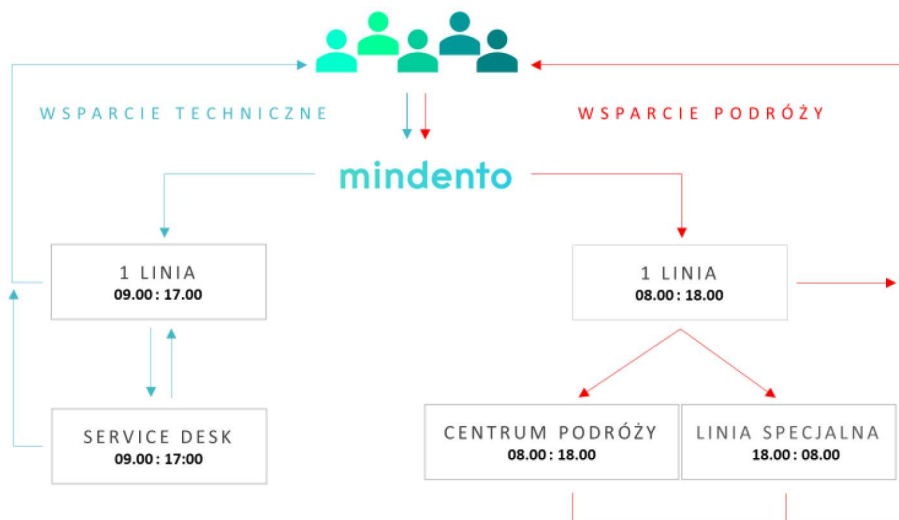 WSPARCIE TECHNICZNE
WSPARCIE PODRÓŻY
mindento
1 LINIA
09.00 : 17.00
1 LINIA
08.00 : 18.00
SERVICE DESK
09.00 : 17:00
CENTRUM PODRÓŻY
08.00 : 18.00
LINIA SPECJALNA
18.00 : 08.00